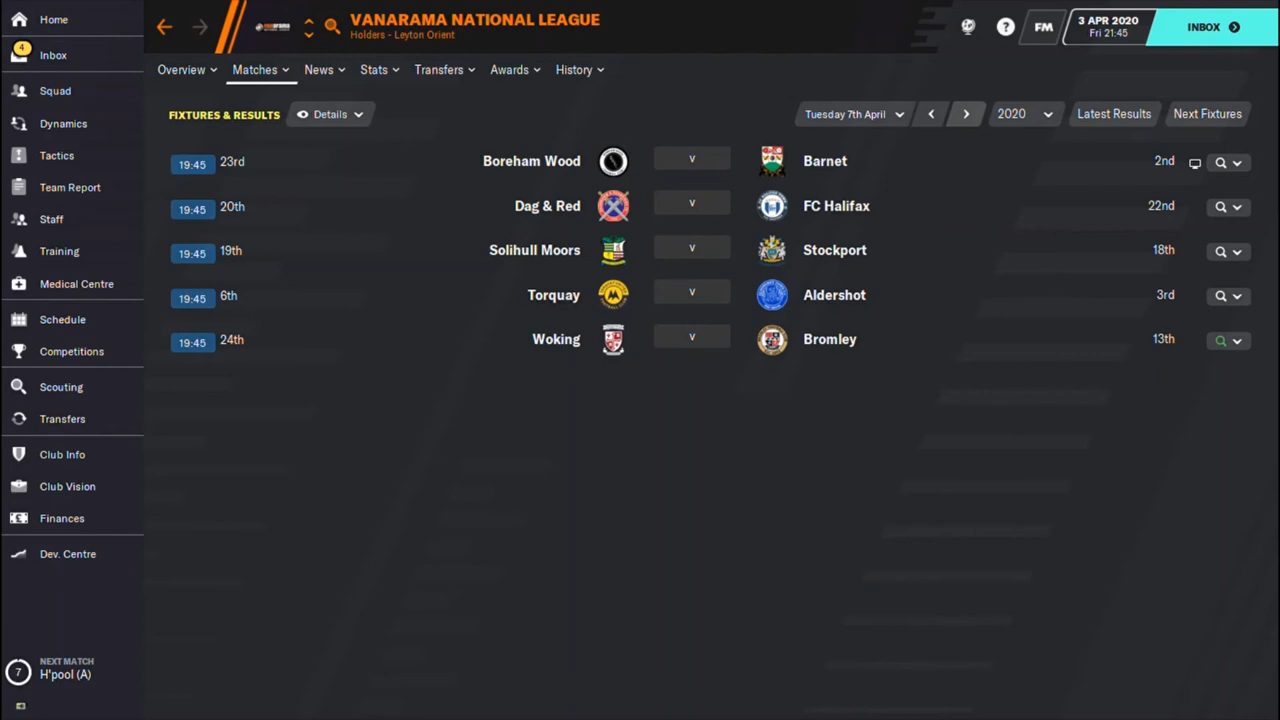 Home
4
Inbox
Squad
Dynamics
Tactics
Team Report
Staff
Training
Medical Centre
Schedule
Competitions
Scouting
Transfers
Club Info
Club Vision
Finances
Dev. Centre
NEXT MATCH
7 H'pool (A)
VANARAMA NATIONAL LEAGUE
Holders - Leyton Orient
? FM 3 APR 2020 INBOX
Fri 21:45
Overview Matches News Stats Transfers Awards History
FIXTURES & RESULTS Details Tuesday 7th April 2020 Latest Results Next Fixtures
19:45 23rd Boreham Wood v Barnet 2nd
19:45 20th Dag & Red v FC Halifax 22nd
19:45 19th Solihull Moors v Stockport 18th
19:45 6th Torquay v Aldershot 3rd
19:45 24th Woking v Bromley 13th